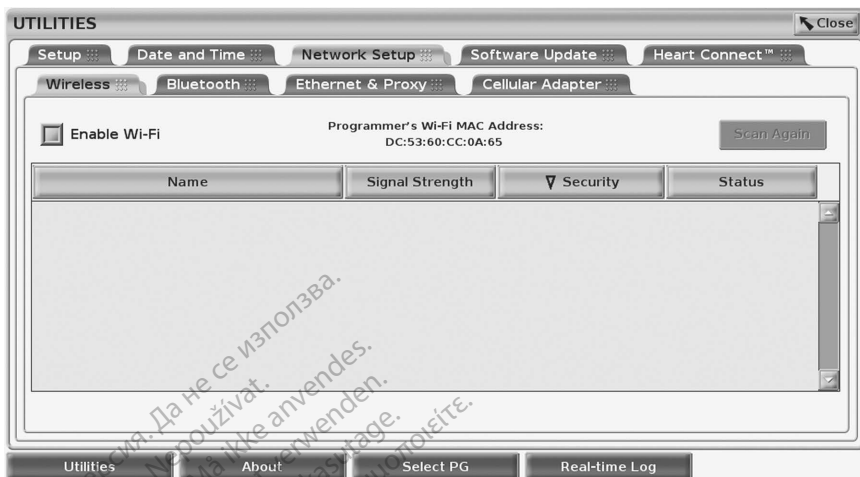 UTILITIES
Close
Setup
Date and Time
Network Setup
Software Update
Heart Connect™
Wireless
Bluetooth
Ethernet & Proxy
Cellular Adapter
Enable Wi-Fi
Programmer's Wi-Fi MAC Address:
DC:53:60:CC:0A:65
Scan Again
Name
Signal Strength
∇ Security
Status
версия. Да не се използва.
Nepoužívat.
Må ikke anvendes.
verwenden.
kasutage.
Utilities
About
Select PG
Real-time Log